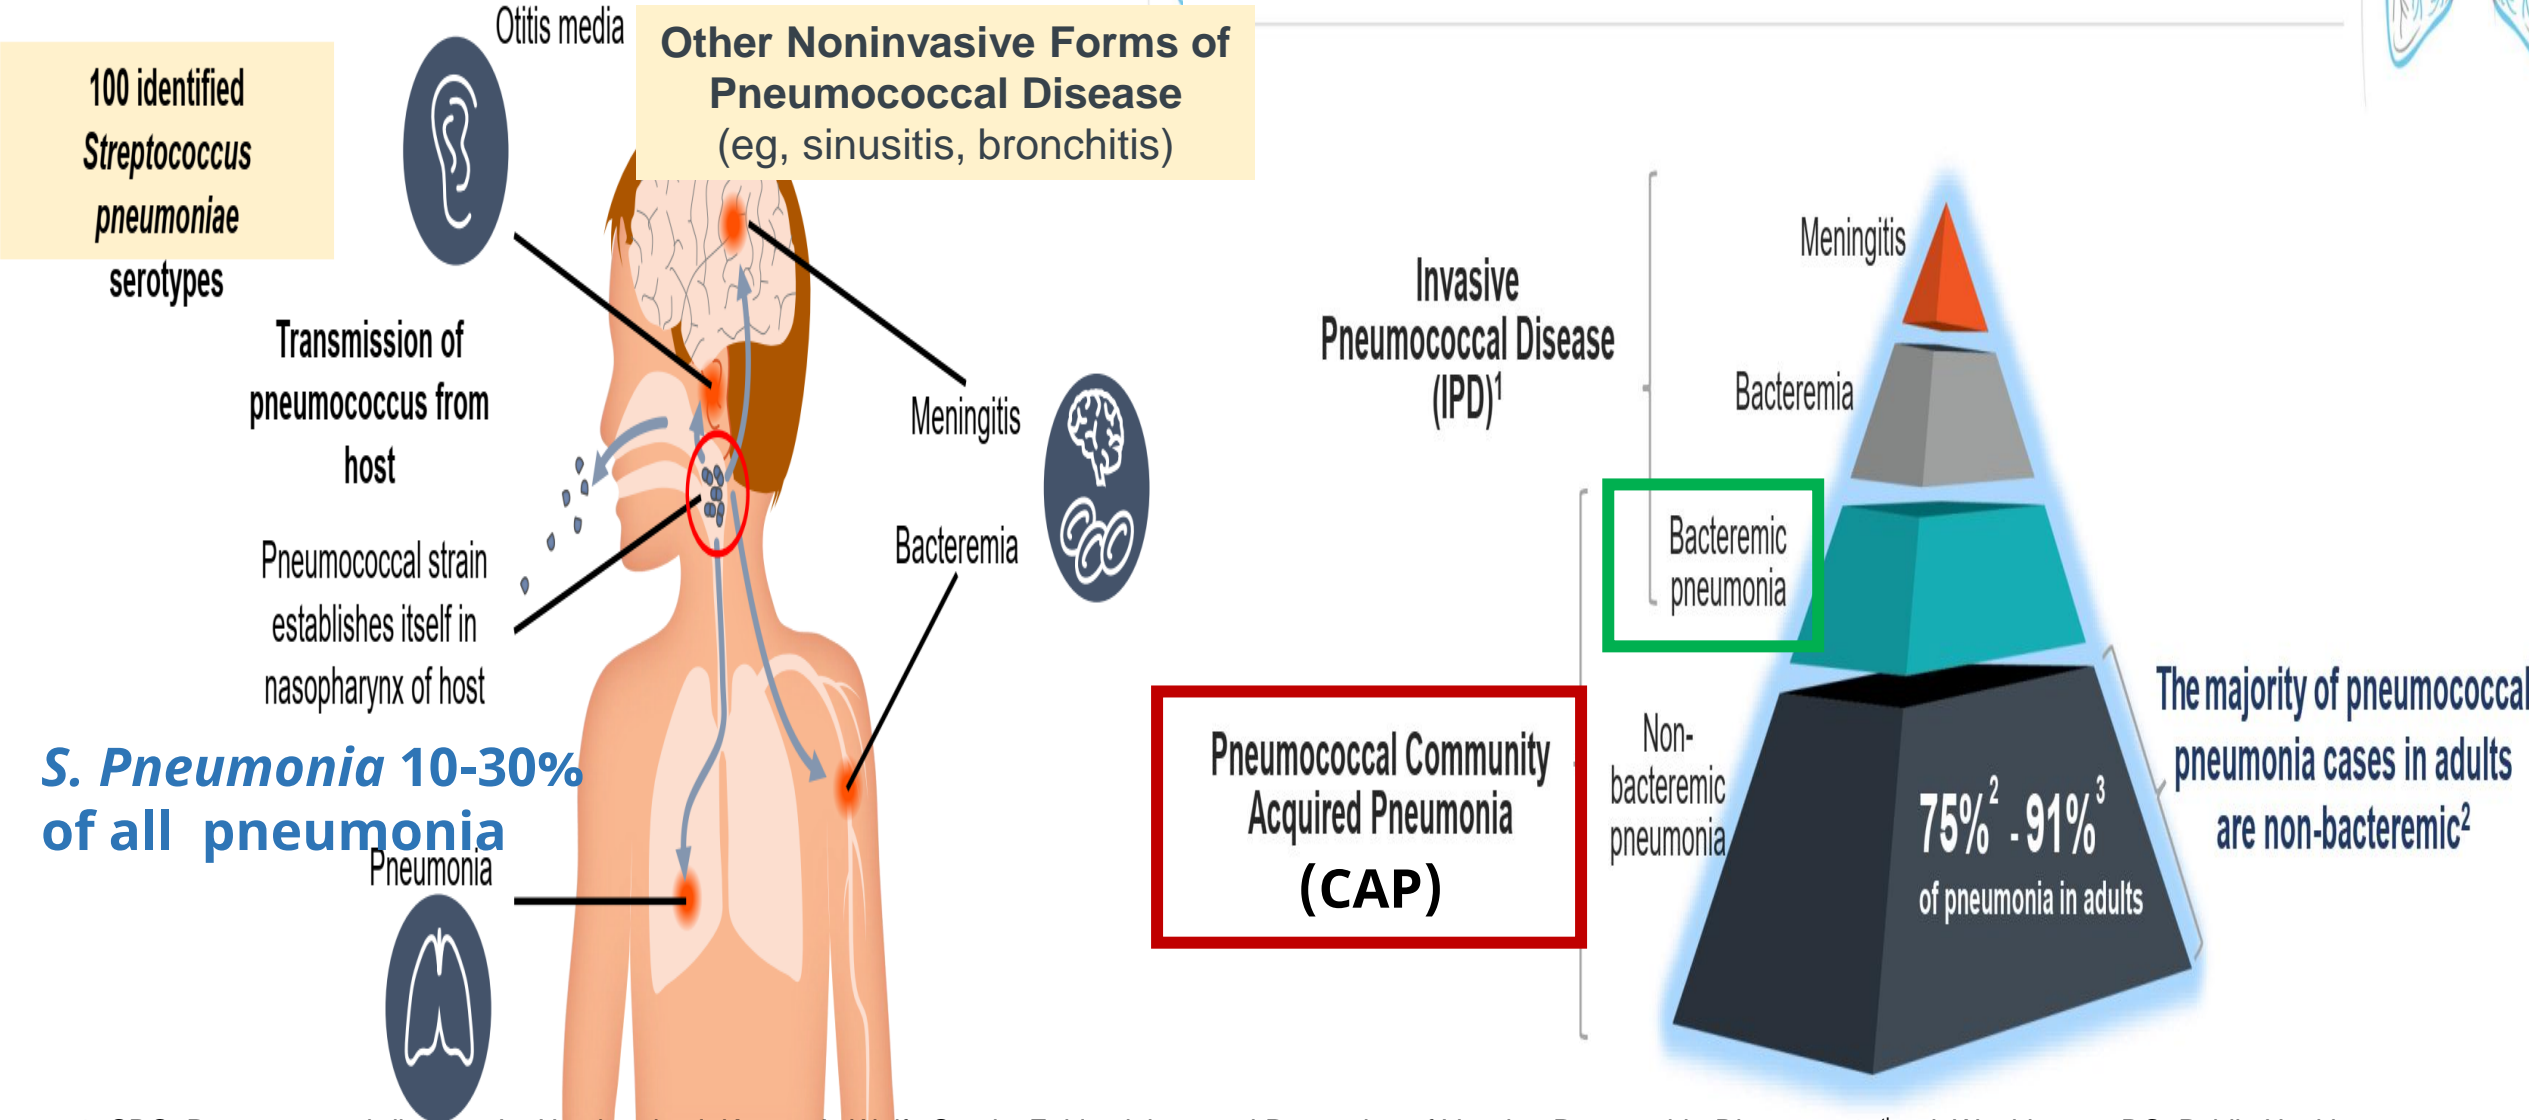 Otitis media
Other Noninvasive Forms of
Pneumococcal Disease
(eg, sinusitis, bronchitis)
100 identified
Streptococcus
pneumoniae
serotypes
Transmission of
pneumococcus from
host
Pneumococcal strain
establishes itself in
nasopharynx of host
S. Pneumonia 10-30%
of all pneumonia
Pneumonia
Meningitis
Bacteremia
Invasive
Pneumococcal Disease
(IPD)1
Meningitis
Bacteremia
Bacteremic
pneumonia
Pneumococcal Community
Acquired Pneumonia
(CAP)
Non-
bacteremic
pneumonia
75%2 - 91%3
of pneumonia in adults
The majority of pneumococcal
pneumonia cases in adults
are non-bacteremic2